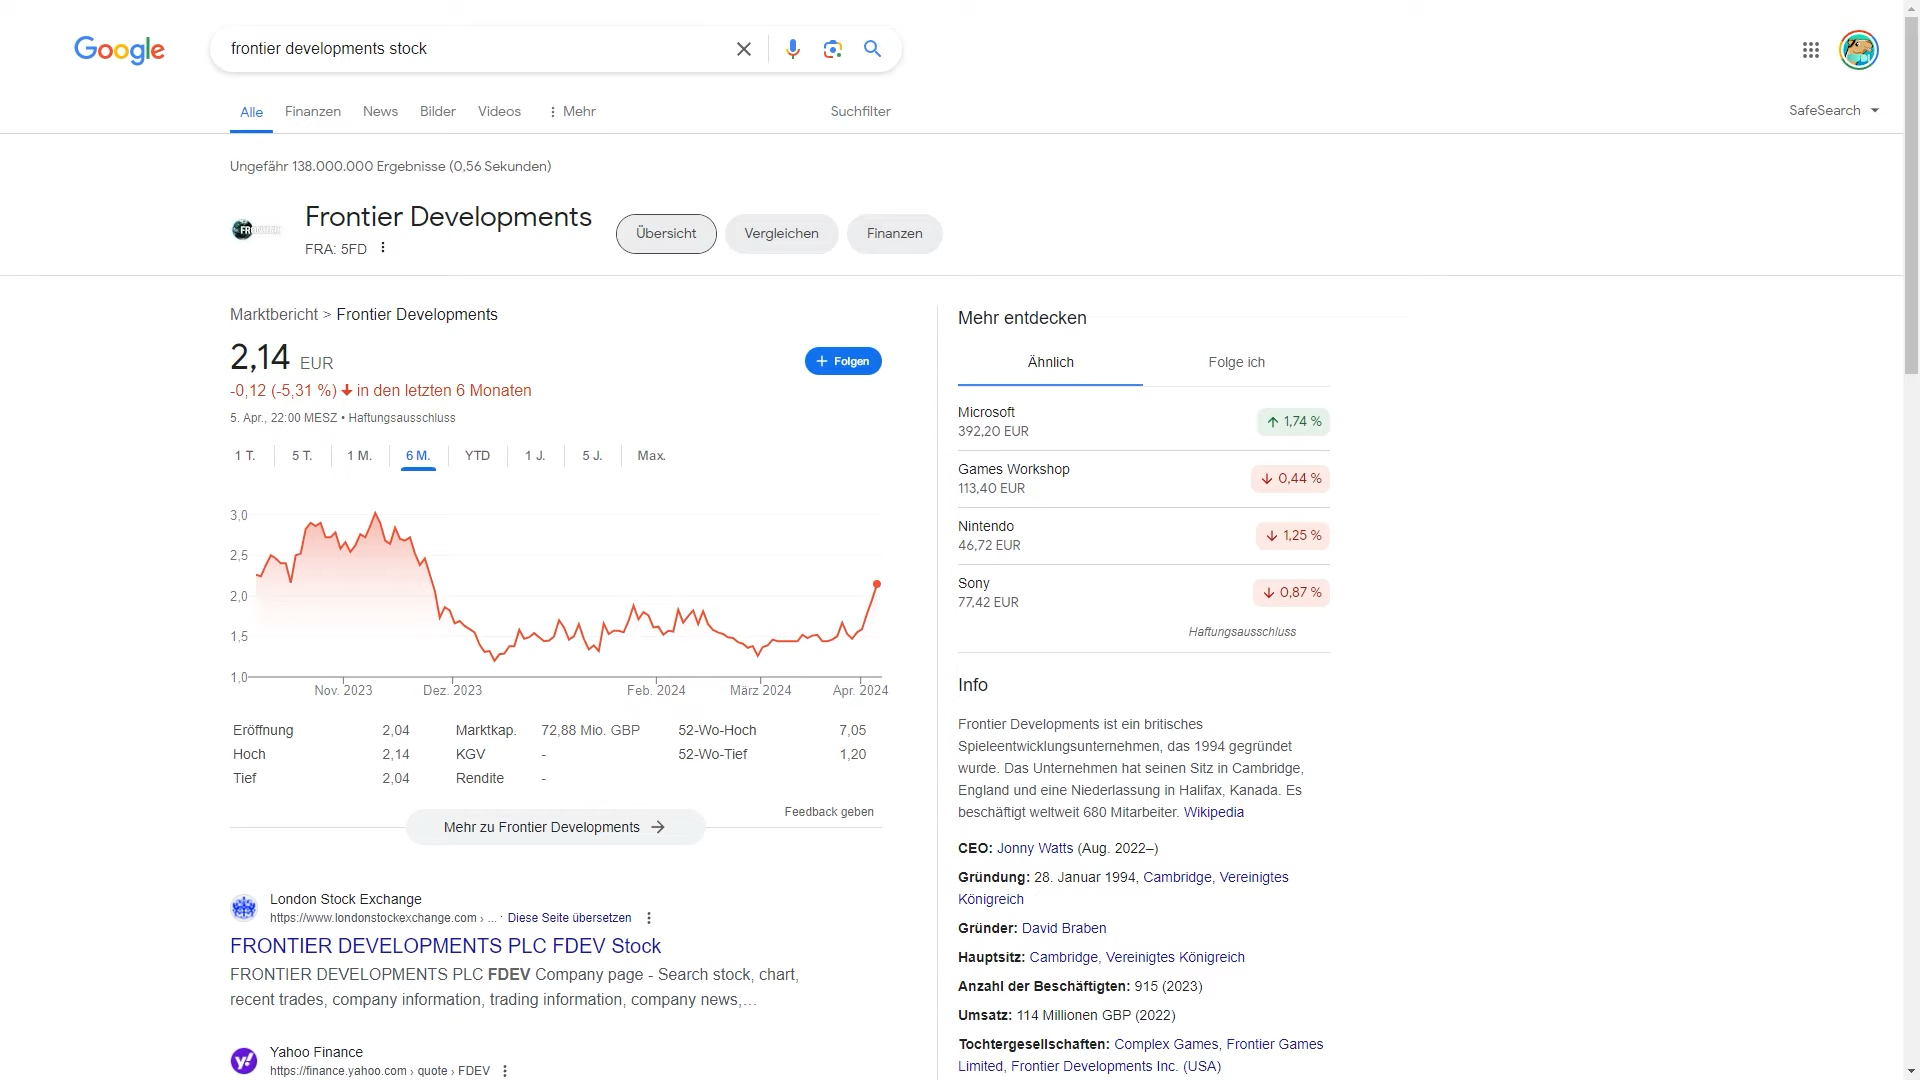 Google
frontier developments stock
Alle Finanzen News Bilder Videos Mehr Suchfilter
SafeSearch
Ungefähr 138.000.000 Ergebnisse (0,56 Sekunden)
Frontier Developments
FRA: 5FD
Übersicht Vergleichen Finanzen
Marktbericht > Frontier Developments
2,14 EUR
+ Folgen
-0,12 (-5,31 %) in den letzten 6 Monaten
5. Apr., 22:00 MESZ • Haftungsausschluss
1 T. 5 T. 1 M. 6 M. YTD 1 J. 5 J. Max.
3,0
2,5
2,0
1,5
1,0
Nov. 2023 Dez. 2023 Feb. 2024 März 2024 Apr. 2024
Eröffnung 2,04 Marktkap. 72,88 Mio. GBP 52-Wo-Hoch 7,05
Hoch 2,14 KGV - 52-Wo-Tief 1,20
Tief 2,04 Rendite -
Feedback geben
Mehr zu Frontier Developments
London Stock Exchange
https://www.londonstockexchange.com › ... · Diese Seite übersetzen
FRONTIER DEVELOPMENTS PLC FDEV Stock
FRONTIER DEVELOPMENTS PLC FDEV Company page - Search stock, chart,
recent trades, company information, trading information, company news,...
Yahoo Finance
https://finance.yahoo.com › quote › FDEV
Mehr entdecken
Ähnlich Folge ich
Microsoft
392,20 EUR
1,74 %
Games Workshop
113,40 EUR
0,44 %
Nintendo
46,72 EUR
1,25 %
Sony
77,42 EUR
0,87 %
Haftungsausschluss
Info
Frontier Developments ist ein britisches
Spieleentwicklungsunternehmen, das 1994 gegründet
wurde. Das Unternehmen hat seinen Sitz in Cambridge,
England und eine Niederlassung in Halifax, Kanada. Es
beschäftigt weltweit 680 Mitarbeiter. Wikipedia
CEO: Jonny Watts (Aug. 2022–)
Gründung: 28. Januar 1994, Cambridge, Vereinigtes
Königreich
Gründer: David Braben
Hauptsitz: Cambridge, Vereinigtes Königreich
Anzahl der Beschäftigten: 915 (2023)
Umsatz: 114 Millionen GBP (2022)
Tochtergesellschaften: Complex Games, Frontier Games
Limited, Frontier Developments Inc. (USA)